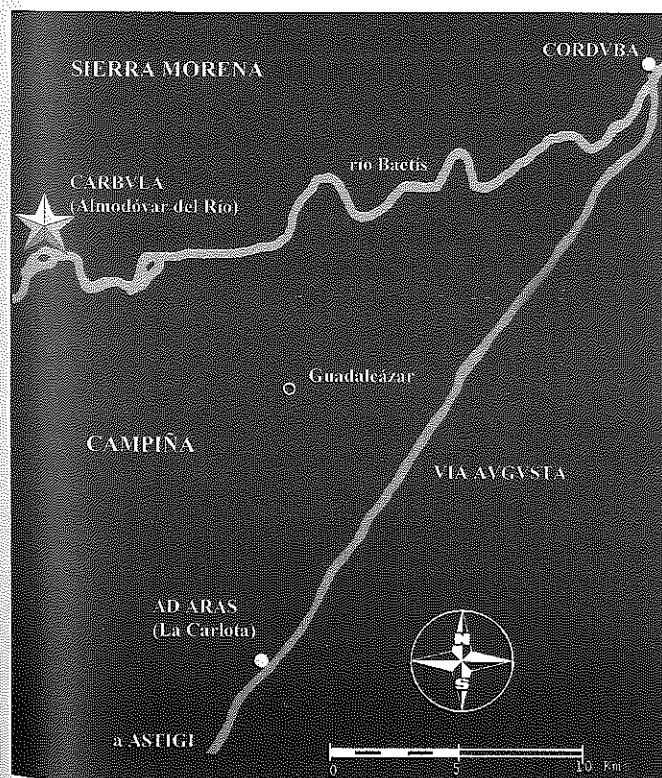 CORDVBA
SIERRA MORENA
río Baetis
CARBVLA
(Almodóvar del Río)
Guadalcázar
CAMPIÑA
VIA AVGVSTA
AD ARAS
(La Carlota)
N
S
a ASTIGI
0 5 10 Km